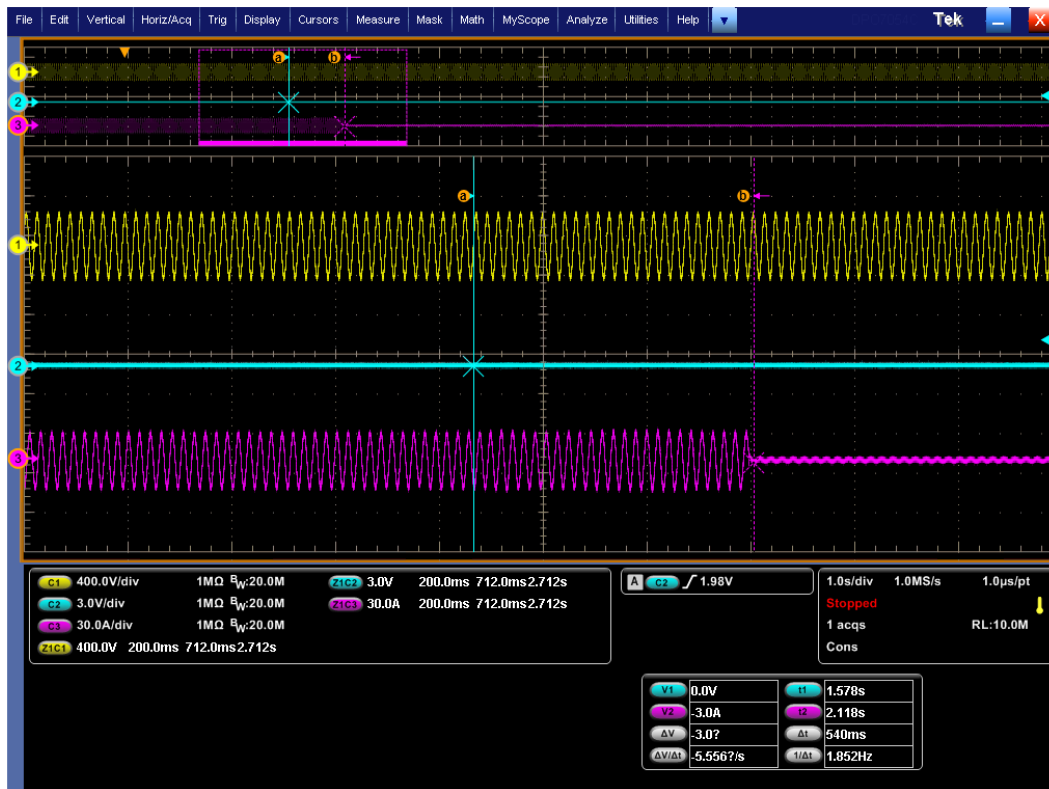 File Edit Vertical Horiz/Acq Trig Display Cursors Measure Mask Math MyScope Analyze Utilities Help Tek X
a b
1
2
3
a b
1
2
3
C1 400.0V/div 1MΩ BW:20.0M
C2 3.0V/div 1MΩ BW:20.0M
C3 30.0A/div 1MΩ BW:20.0M
Z1C1 400.0V 200.0ms 712.0ms 2.712s
Z1C2 3.0V 200.0ms 712.0ms 2.712s
Z1C3 30.0A 200.0ms 712.0ms 2.712s
A C2 1.98V
1.0s/div 1.0MS/s 1.0µs/pt
Stopped
1 acqs RL:10.0M
Cons
V1 0.0V t1 1.578s
V2 -3.0A t2 2.118s
ΔV -3.0? Δt 540ms
ΔV/Δt -5.556?/s 1/Δt 1.852Hz